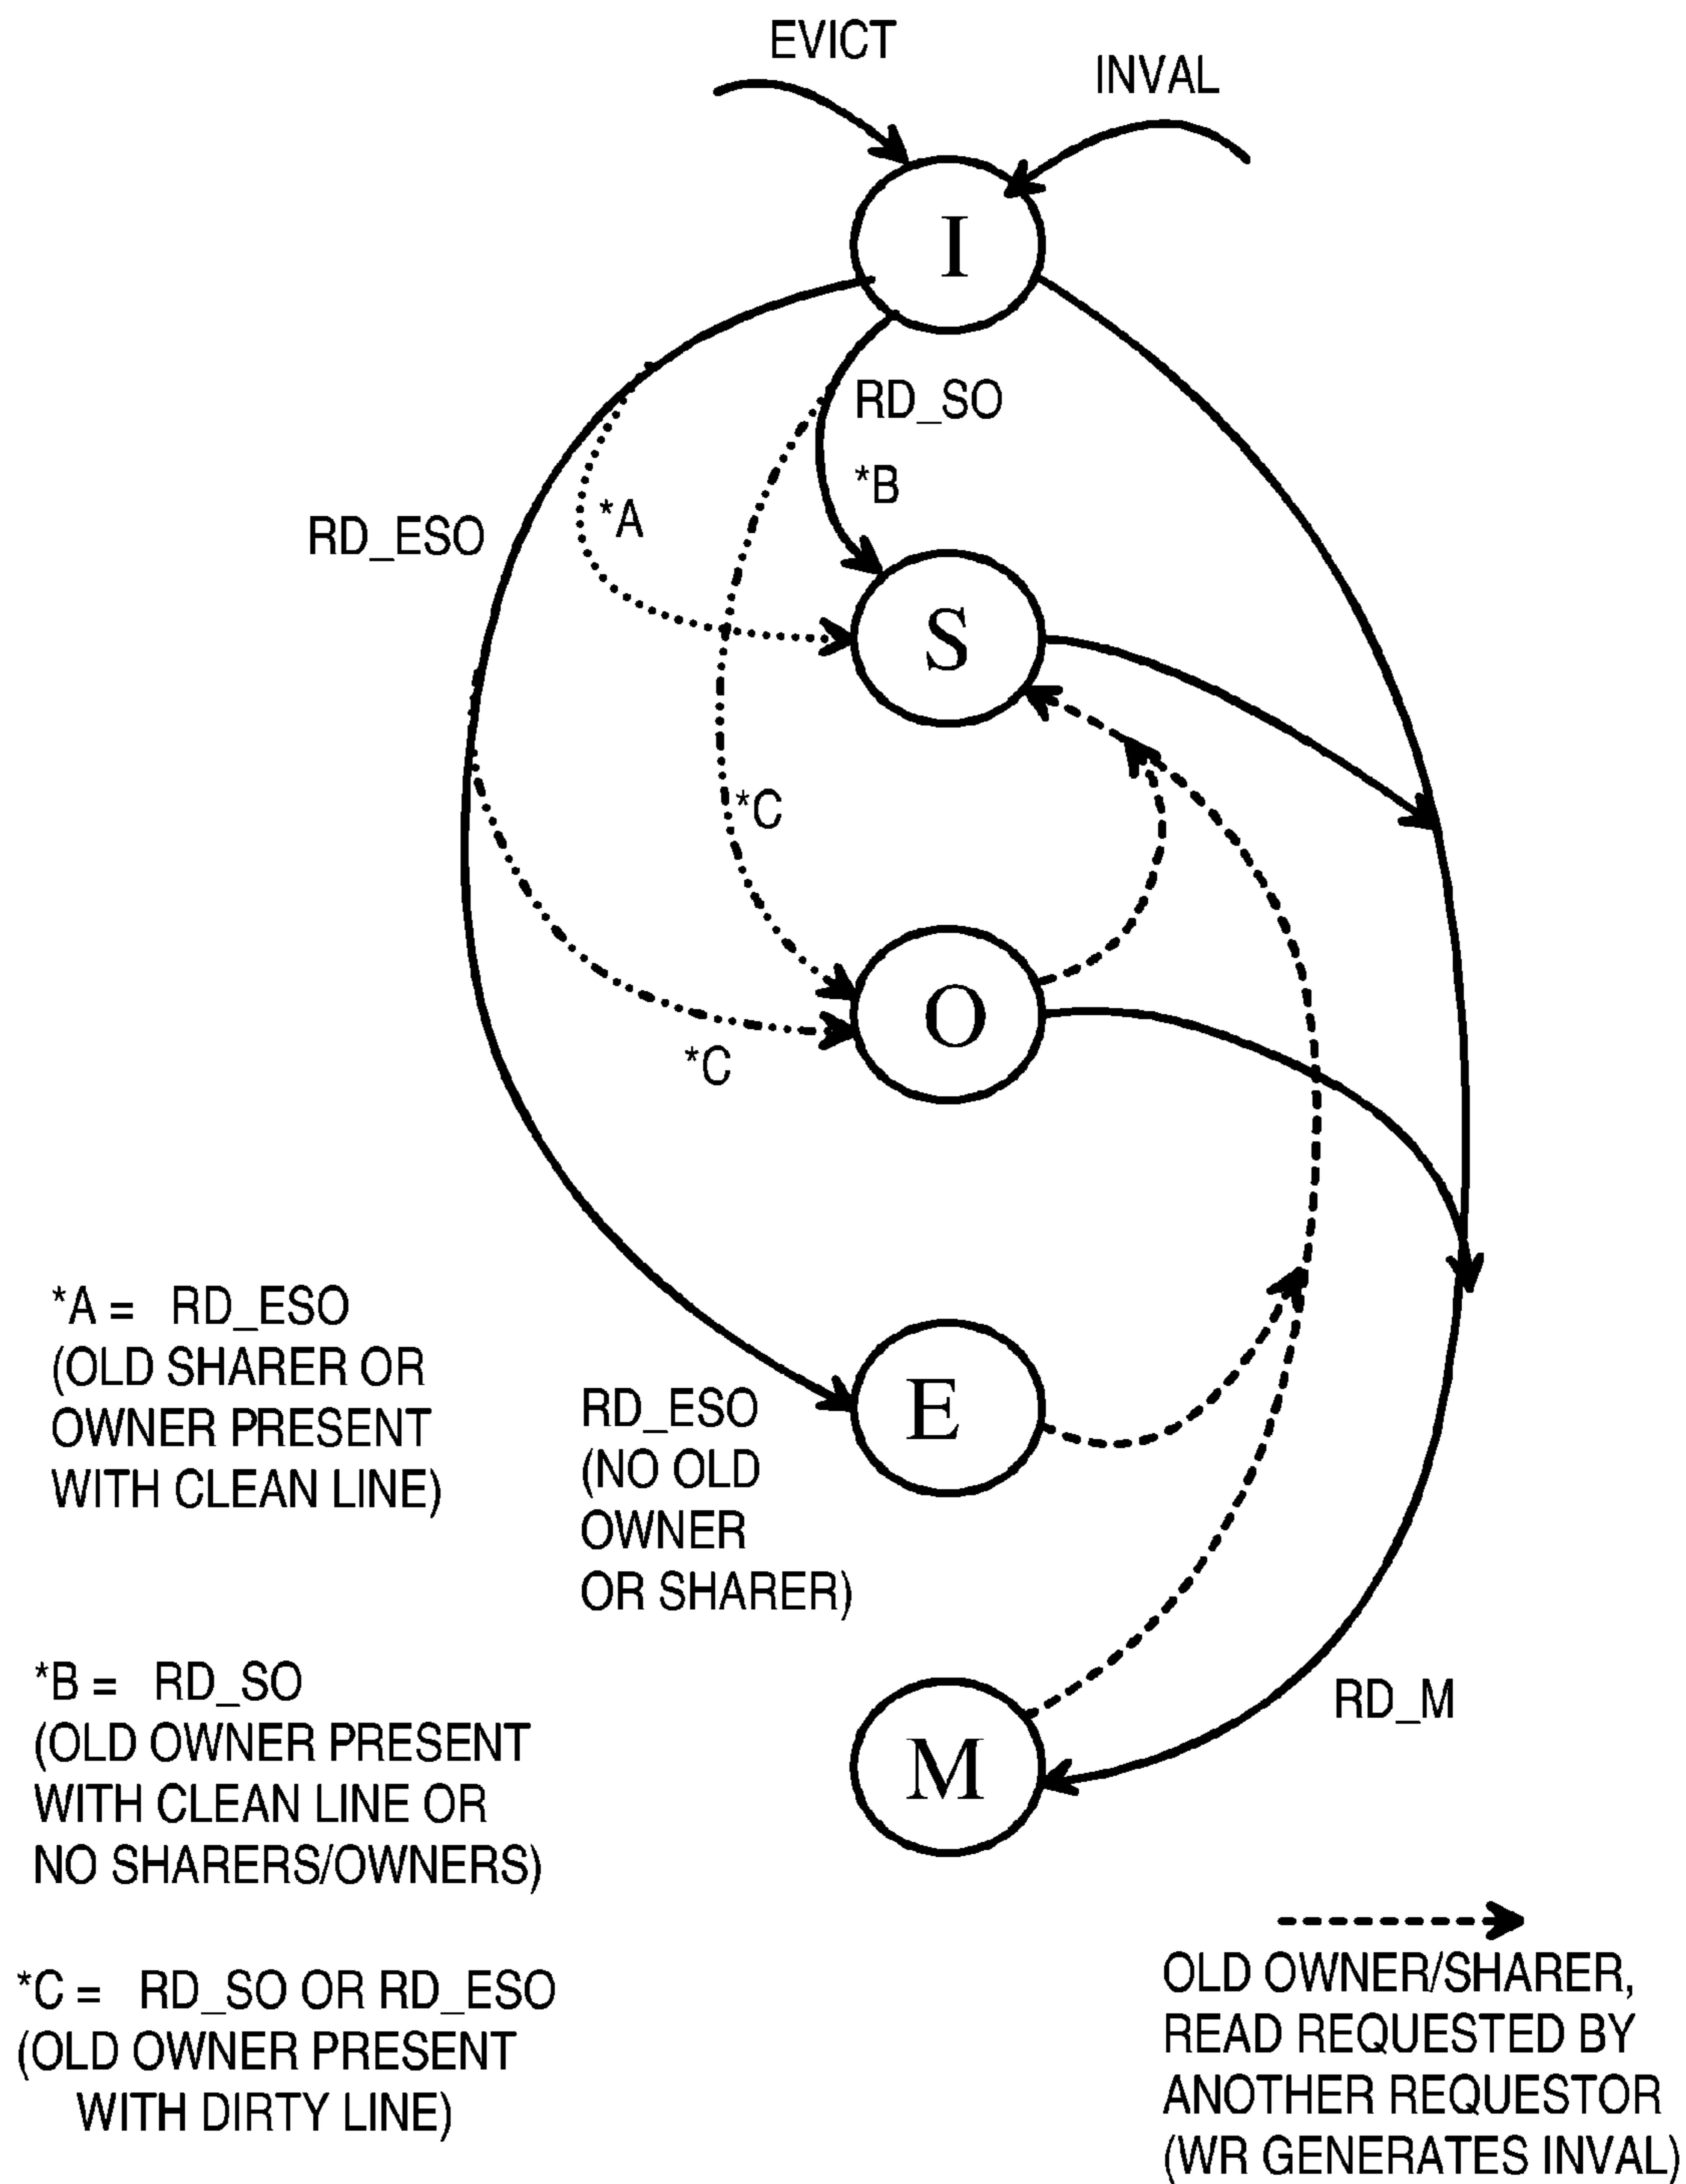 EVICT
INVAL
I
RD_SO
*B
*A
RD_ESO
S
*C
O
*C
*A = RD_ESO
(OLD SHARER OR
OWNER PRESENT
WITH CLEAN LINE)
E
RD_ESO
(NO OLD
OWNER
OR SHARER)
*B = RD_SO
(OLD OWNER PRESENT
WITH CLEAN LINE OR
NO SHARERS/OWNERS)
RD_M
M
*C = RD_SO OR RD_ESO
(OLD OWNER PRESENT
WITH DIRTY LINE)
OLD OWNER/SHARER,
READ REQUESTED BY
ANOTHER REQUESTOR
(WR GENERATES INVAL)